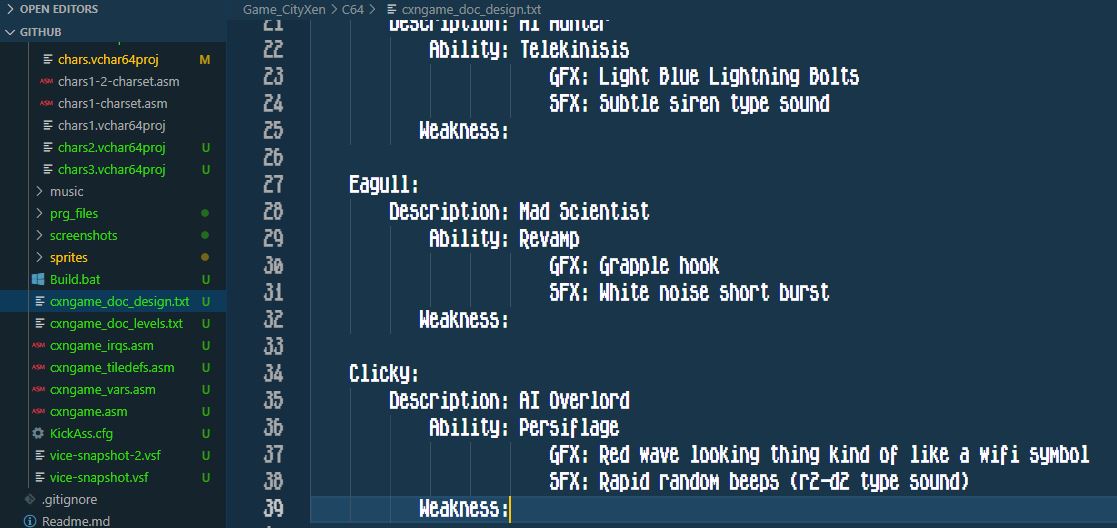 OPEN EDITORS
GITHUB
chars.vchar64proj M
ASM chars1-2-charset.asm
ASM chars1-charset.asm
chars1.vchar64proj
chars2.vchar64proj U
chars3.vchar64proj U
music
prg_files
screenshots
sprites
Build.bat U
cxngame_doc_design.txt U
cxngame_doc_levels.txt U
ASM cxngame_irqs.asm U
ASM cxngame_tiledefs.asm U
ASM cxngame_vars.asm U
ASM cxngame.asm U
KickAss.cfg U
vice-snapshot-2.vsf U
vice-snapshot.vsf U
.gitignore
Readme.md
Game_CityXen > C64 > cxngame_doc_design.txt
21 Description: AI Hunter
22 Ability: Telekinisis
23 GFX: Light Blue Lightning Bolts
24 SFX: Subtle siren type sound
25 Weakness:
26
27 Eagull:
28 Description: Mad Scientist
29 Ability: Revamp
30 GFX: Grapple hook
31 SFX: White noise short burst
32 Weakness:
33
34 Clicky:
35 Description: AI Overlord
36 Ability: Persiflage
37 GFX: Red wave looking thing kind of like a wifi symbol
38 SFX: Rapid random beeps (r2-d2 type sound)
39 Weakness: